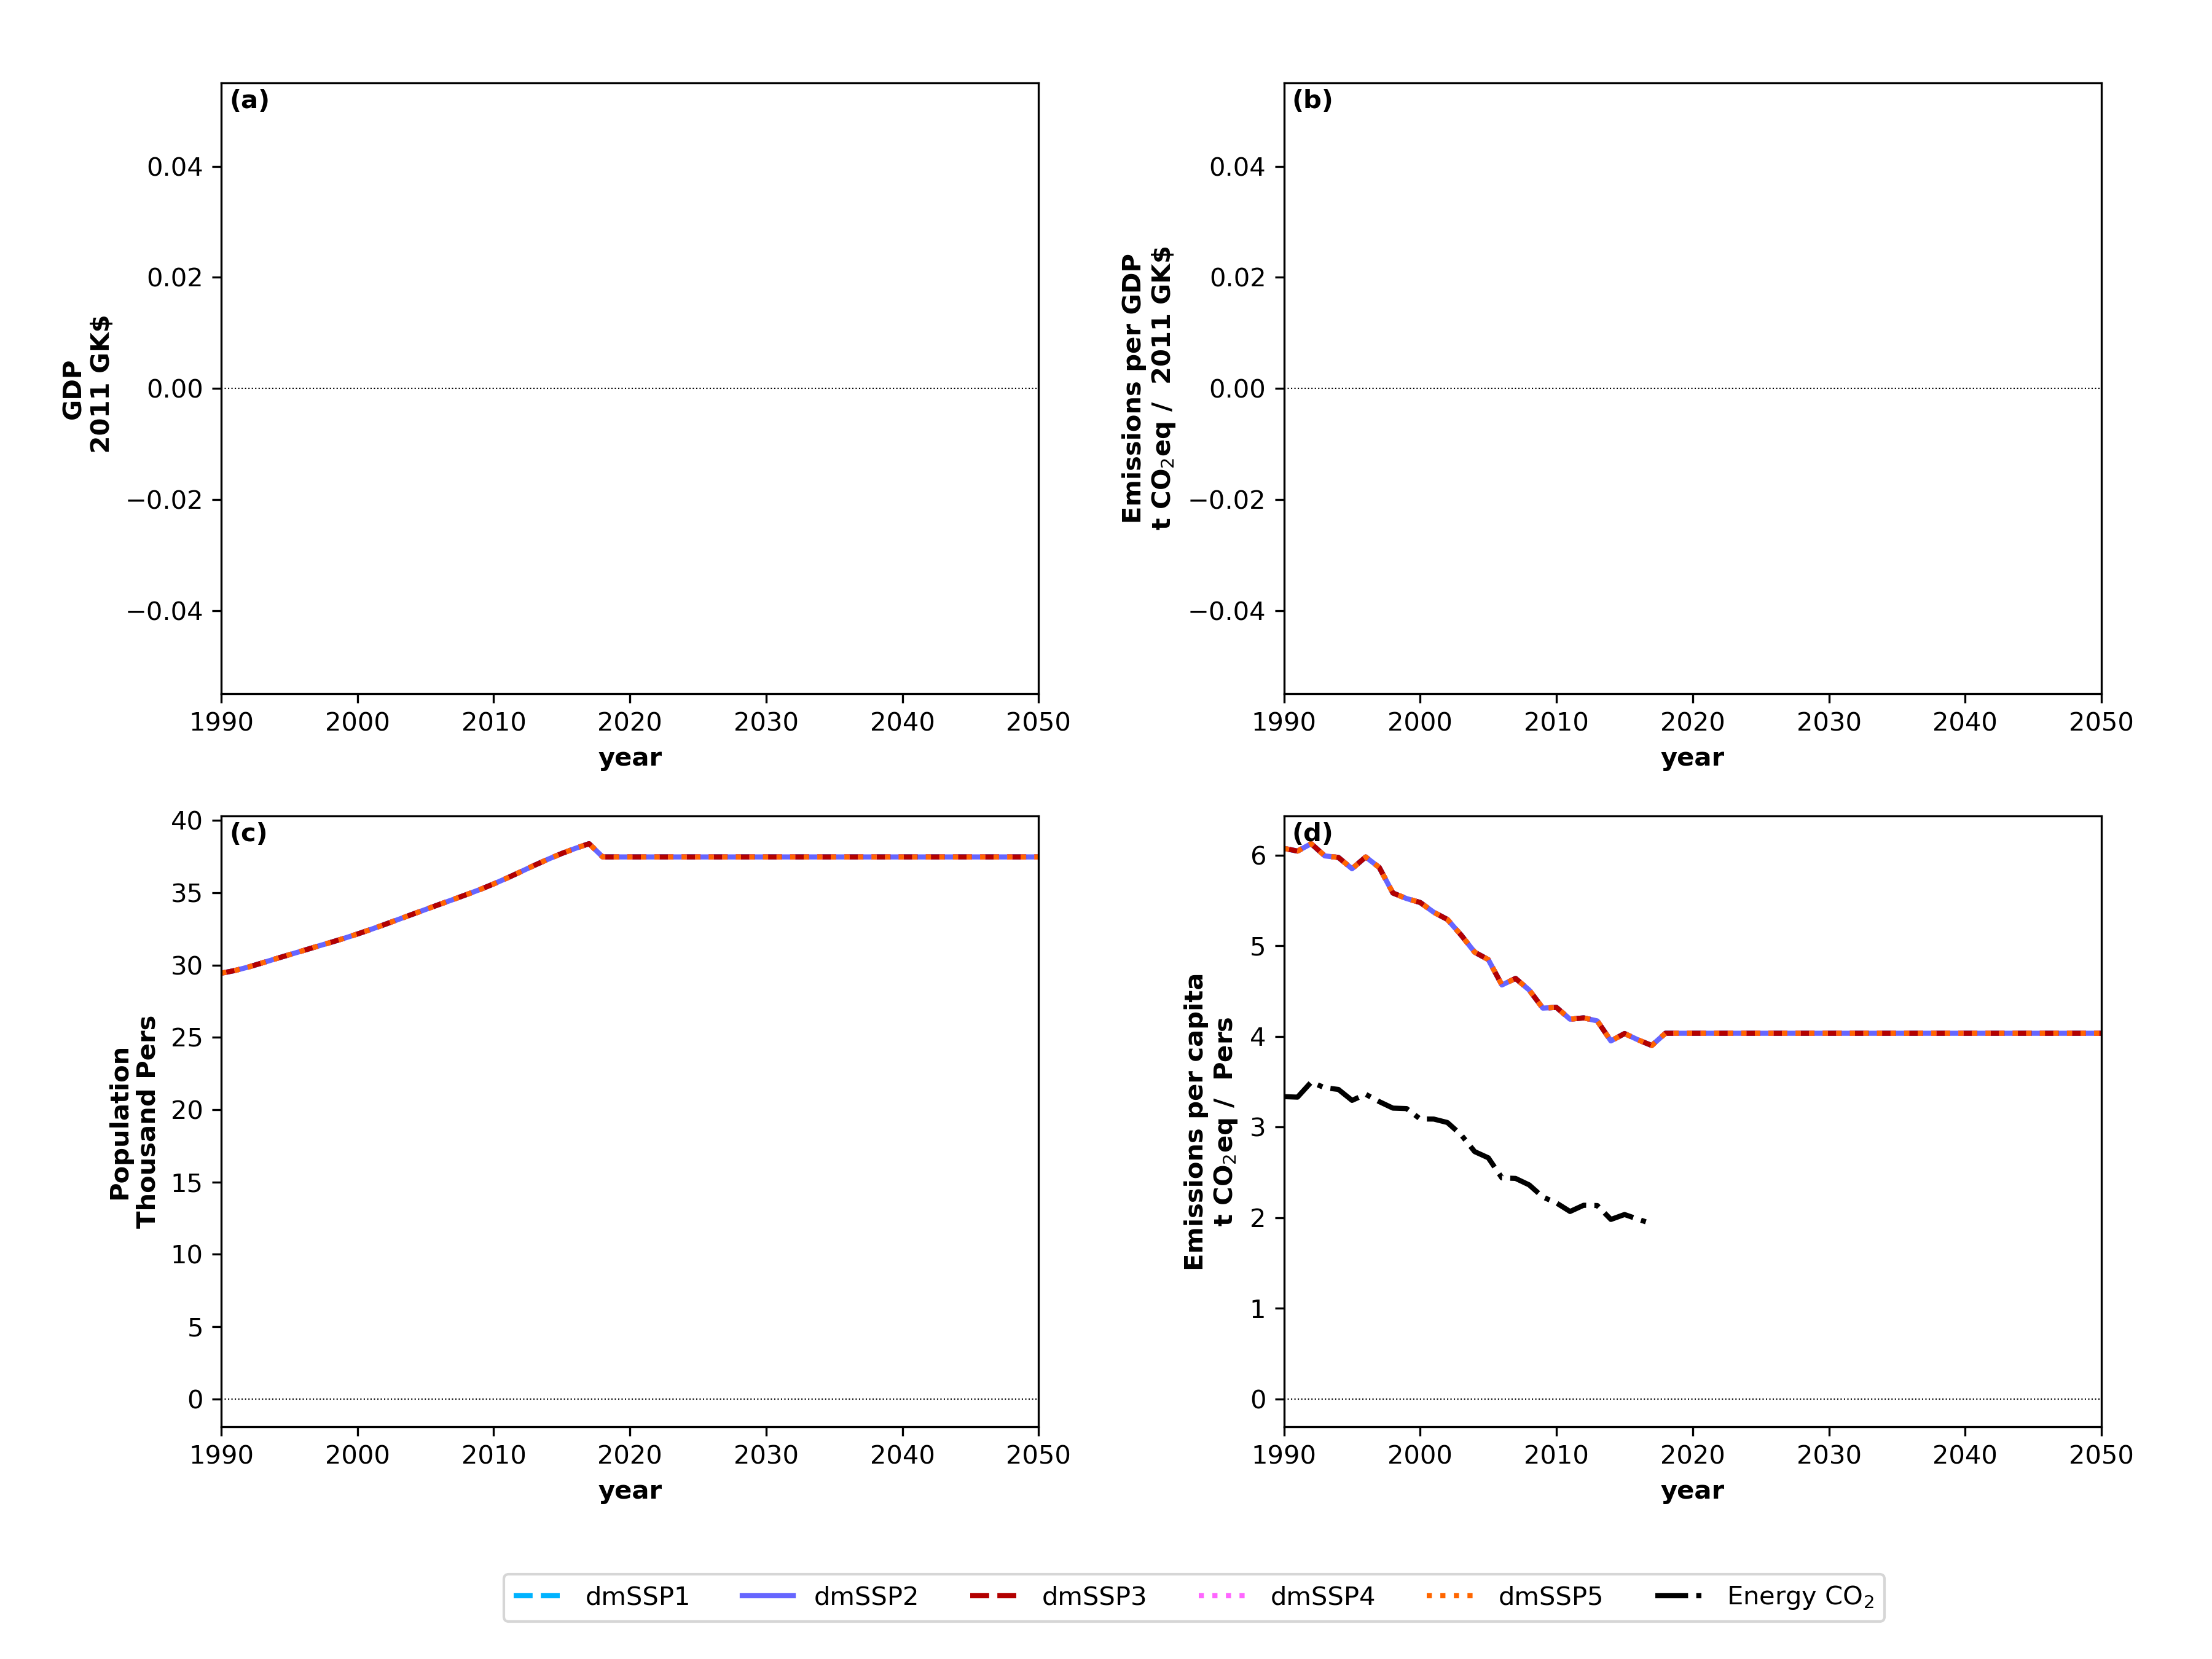 (a)
0.04
0.02
0.00
−0.02
−0.04
GDP
2011 GK$
1990 2000 2010 2020 2030 2040 2050
year
(b)
0.04
0.02
0.00
−0.02
−0.04
Emissions per GDP
t CO₂eq / 2011 GK$
1990 2000 2010 2020 2030 2040 2050
year
(c)
40
35
30
25
20
15
10
5
0
Population
Thousand Pers
1990 2000 2010 2020 2030 2040 2050
year
(d)
6
5
4
3
2
1
0
Emissions per capita
t CO₂eq / Pers
1990 2000 2010 2020 2030 2040 2050
year
dmSSP1 dmSSP2 dmSSP3 dmSSP4 dmSSP5 Energy CO₂